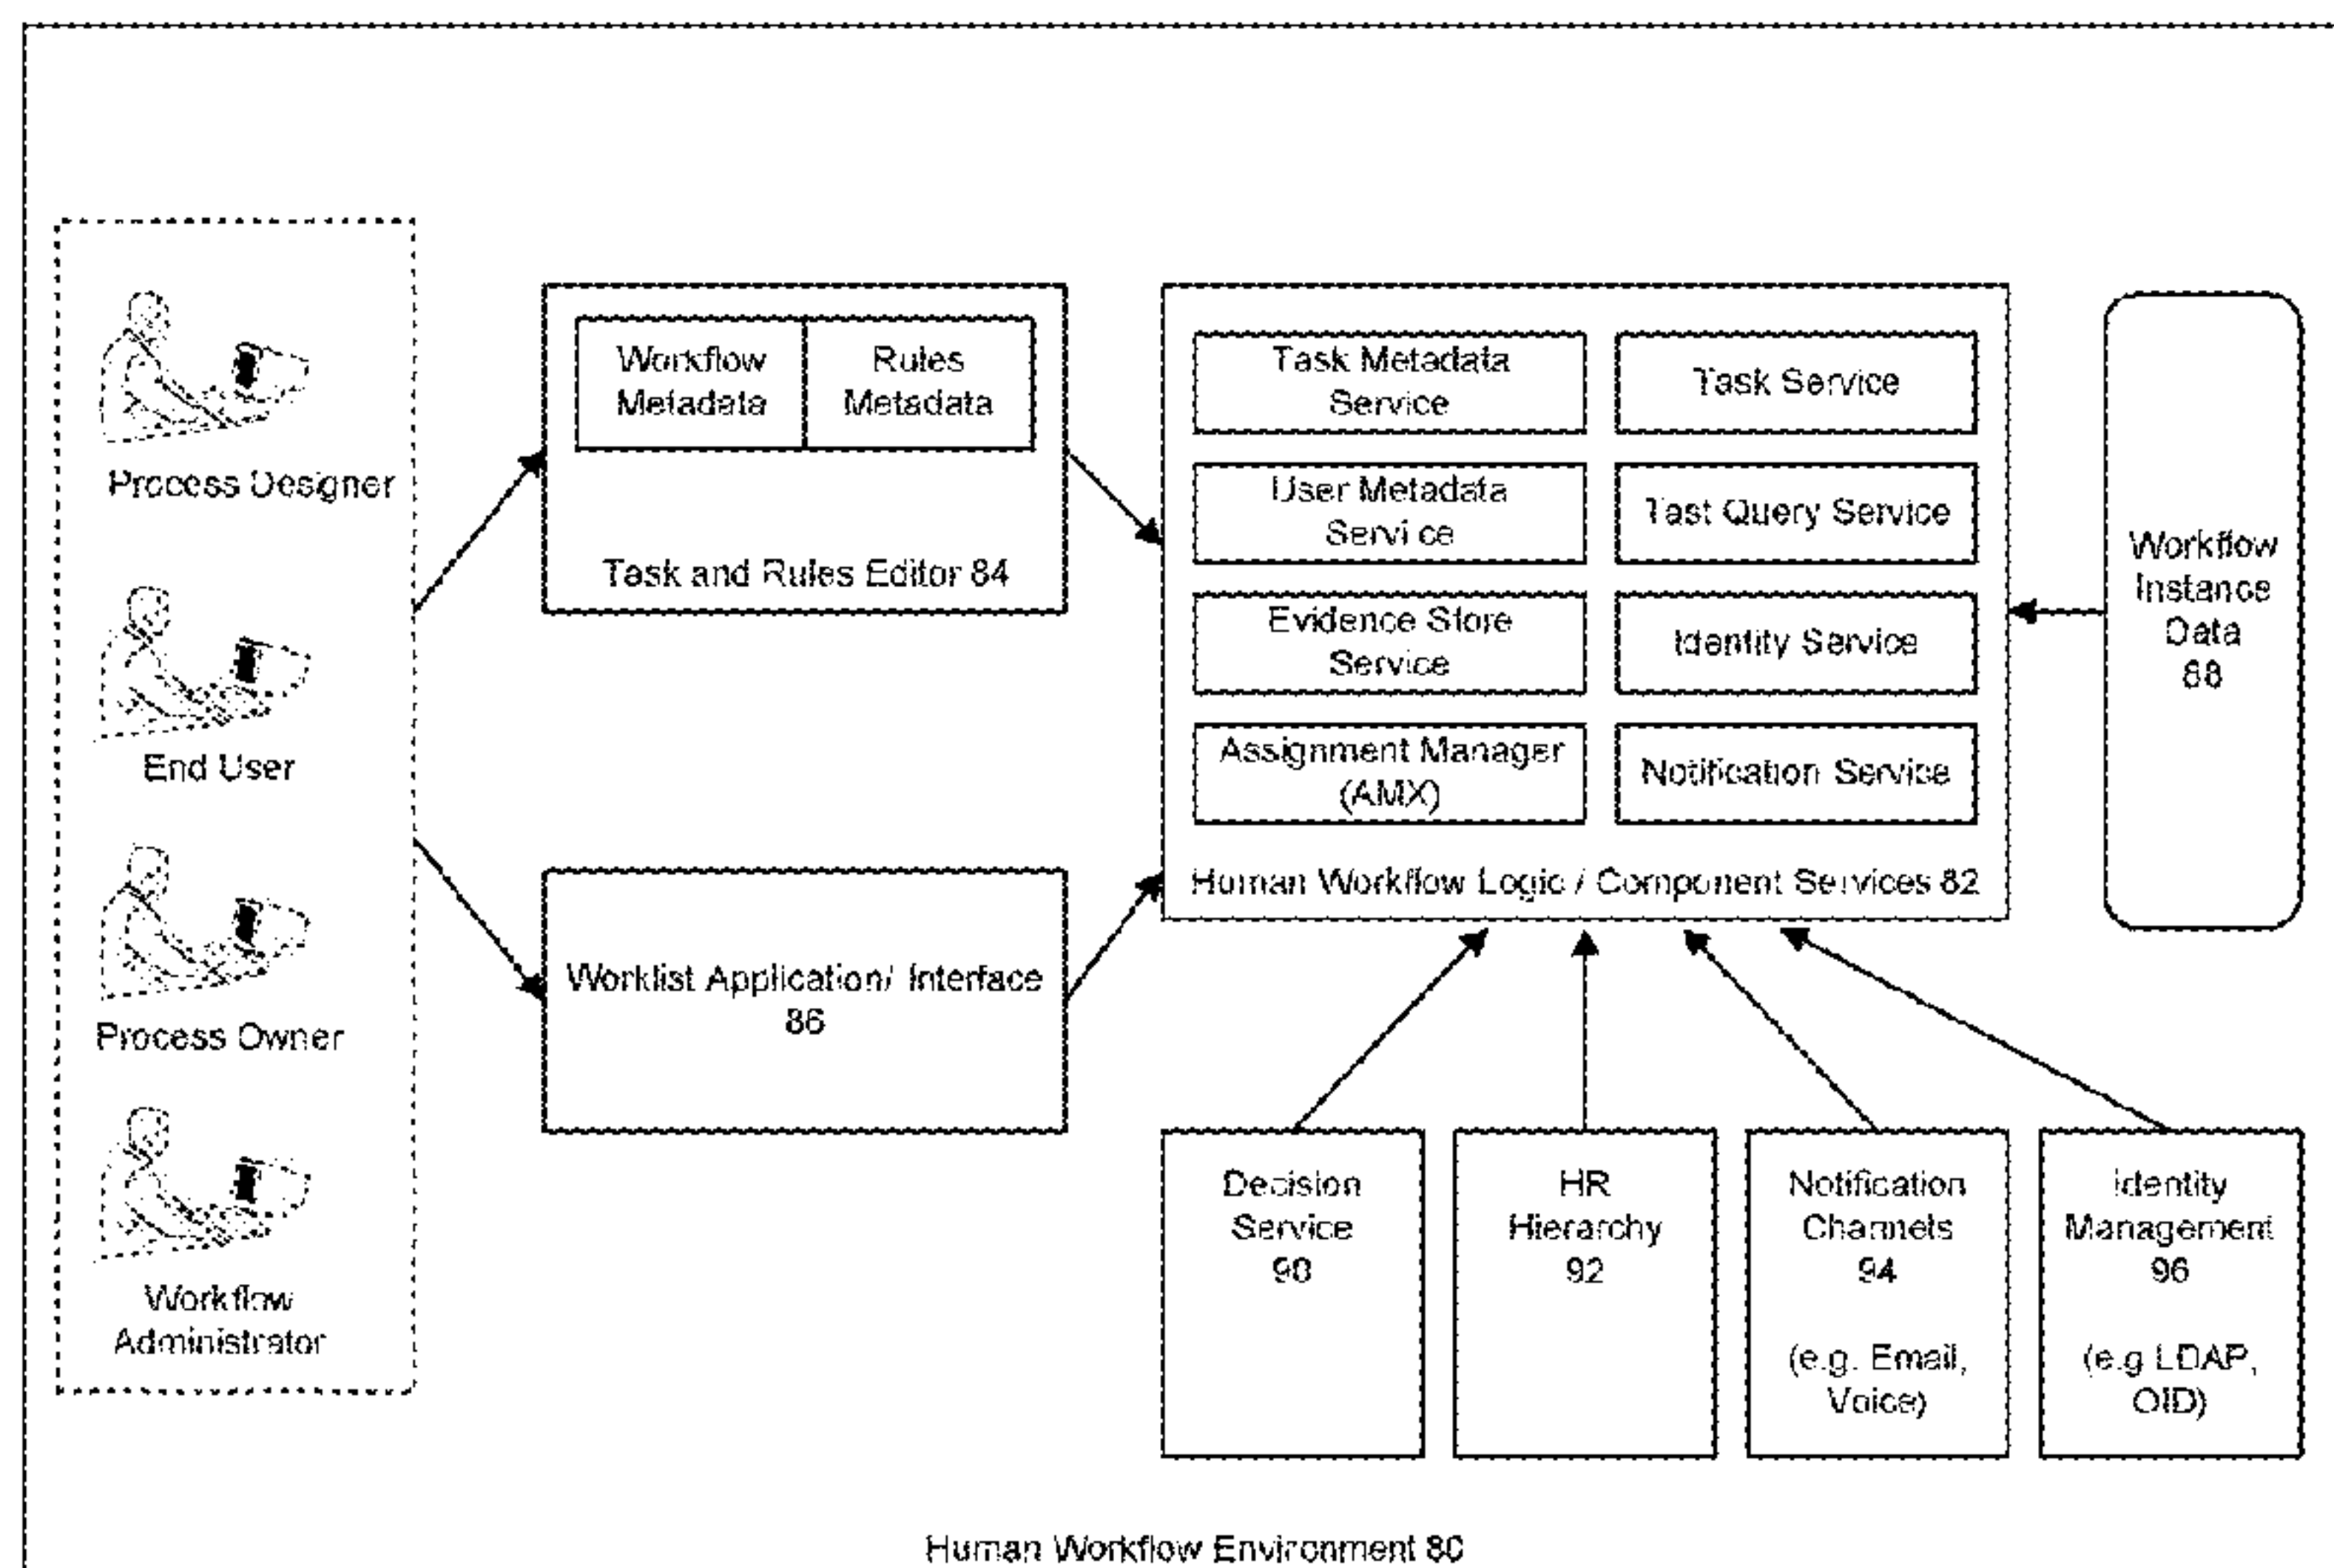 Process Designer
End User
Process Owner
Workflow
Administrator
Workflow
Metadata
Rules
Metadata
Task and Rules Editor 84
Worklist Application/ Interface
86
Task Metadata
Service
Task Service
User Metadata
Service
Tast Query Service
Evidence Store
Service
Identity Service
Assignment Manager
(AMX)
Notification Service
Human Workflow Logic / Component Services 82
Workflow
Instance
Data
88
Decision
Service
90
HR
Hierarchy
92
Notification
Channels
94
(e.g. Email,
Voice)
Identity
Management
96
(e.g LDAP,
OID)
Human Workflow Environment 80